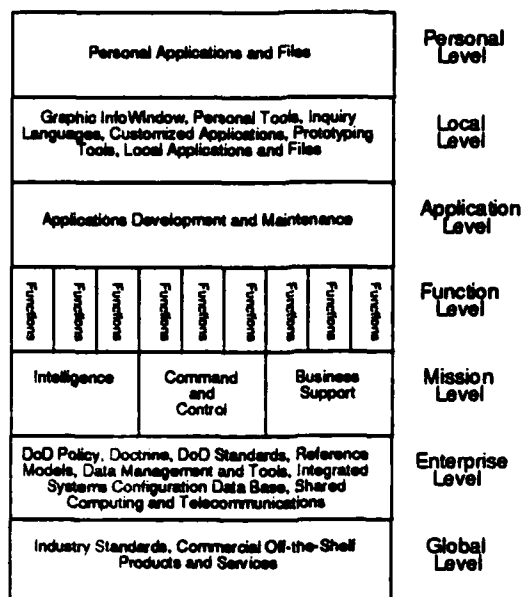 Personal Applications and Files
Personal
Level
Graphic InfoWindow, Personal Tools, Inquiry
Languages, Customized Applications, Prototyping
Tools, Local Applications and Files
Local
Level
Applications Development and Maintenance
Application
Level
Functions Functions Functions Functions Functions Functions Functions Functions Functions
Function
Level
Intelligence
Command
and
Control
Business
Support
Mission
Level
DoD Policy, Doctrine, DoD Standards, Reference
Models, Data Management and Tools, Integrated
Systems Configuration Data Base, Shared
Computing and Telecommunications
Enterprise
Level
Industry Standards, Commercial Off-the-Shelf
Products and Services
Global
Level